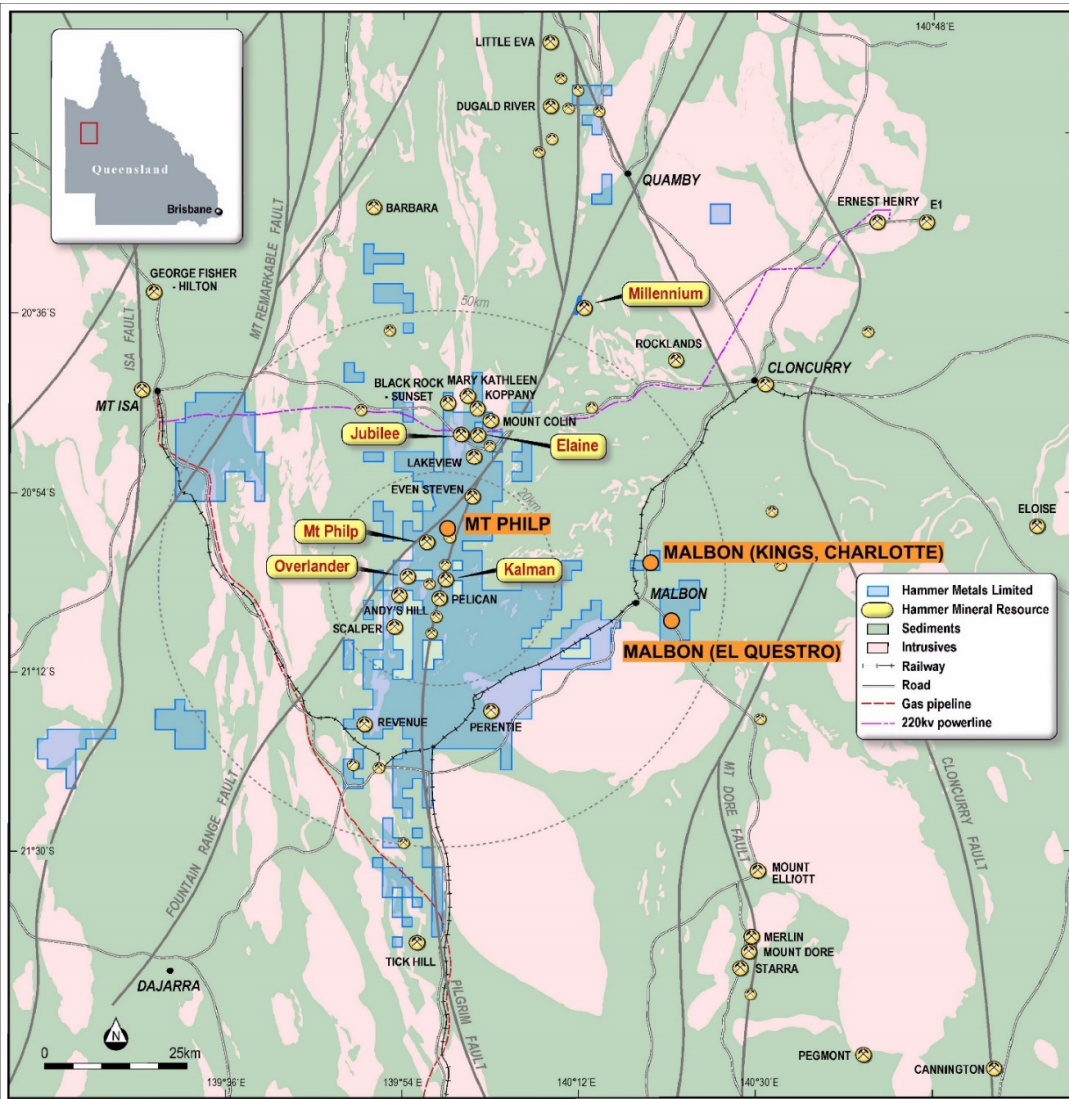 140°48´E
LITTLE EVA
DUGALD RIVER
Queensland
Brisbane
QUAMBY
BARBARA
ERNEST HENRY
E1
MT REMARKABLE FAULT
GEORGE FISHER
- HILTON
ISA FAULT
20°36´S
50km
Millennium
ROCKLANDS
CLONCURRY
MT ISA
BLACK ROCK
- SUNSET
MARY KATHLEEN
KOPPANY
MOUNT COLIN
Jubilee
Elaine
LAKEVIEW
20°54´S
EVEN STEVEN
20km
ELOISE
Mt Philp
MT PHILP
MALBON (KINGS, CHARLOTTE)
Overlander
Kalman
ANDY'S HILL
PELICAN
MALBON
SCALPER
MALBON (EL QUESTRO)
Hammer Metals Limited
Hammer Mineral Resource
Sediments
Intrusives
Railway
Road
Gas pipeline
220kv powerline
21°12´S
REVENUE
PERENTIE
FOUNTAIN RANGE FAULT
MT DORE FAULT
CLONCURRY FAULT
21°30´S
MOUNT
ELLIOTT
MERLIN
MOUNT DORE
STARRA
TICK HILL
DAJARRA
PILGRIM FAULT
N
0
25km
PEGMONT
CANNINGTON
139°36´E
139°54´E
140°12´E
140°30´E